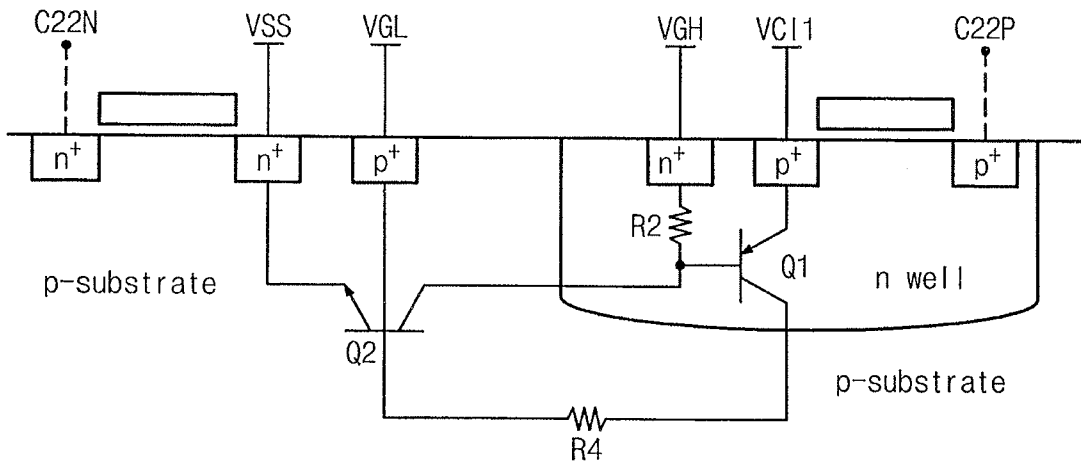 C22N VSS VGL VGH VCI1 C22P
n+ n+ p+ n+ p+ p+
R2
Q1
p-substrate n well
Q2
p-substrate
R4